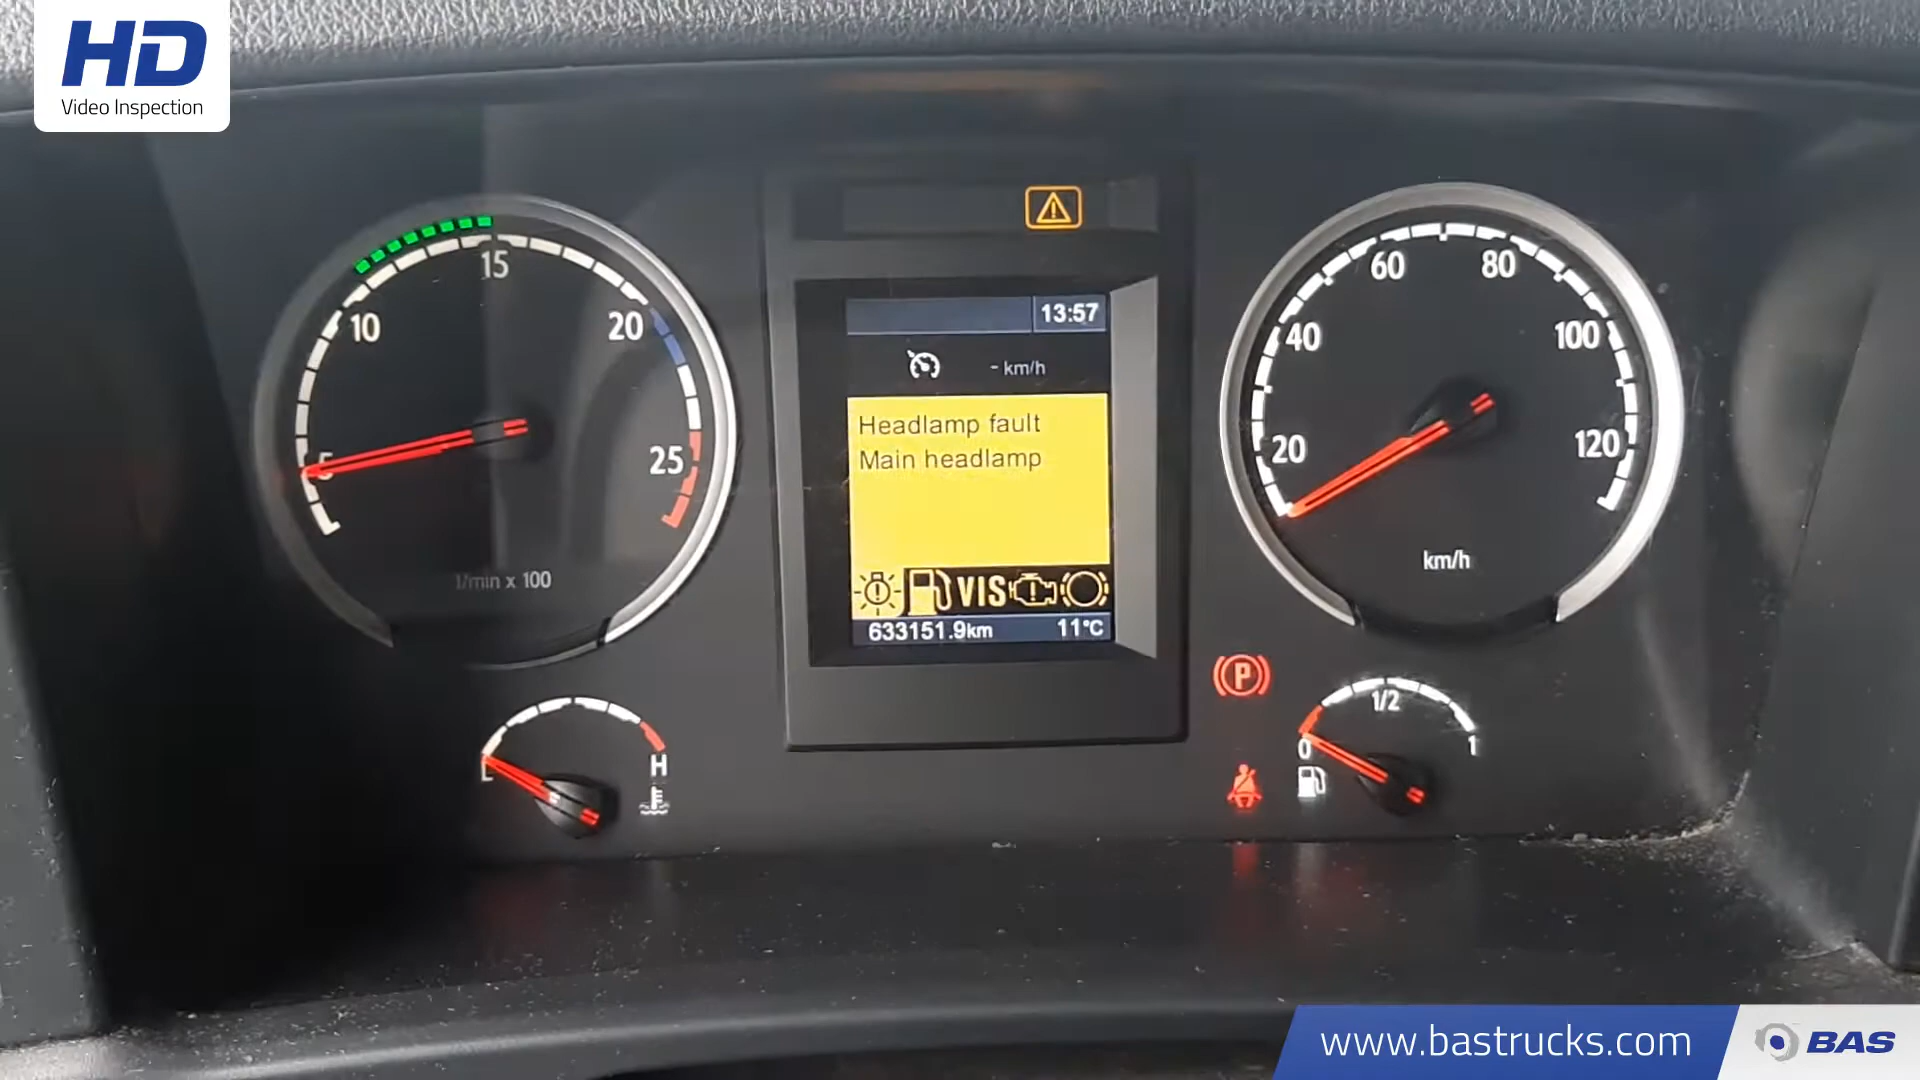 HD
Video Inspection
13:57
- km/h
Headlamp fault
Main headlamp
VIS
633151.9km
11°C
5
10
15
20
25
1/min x 100
20
40
60
80
100
120
km/h
H
P
0
1/2
1
www.bastrucks.com
BAS